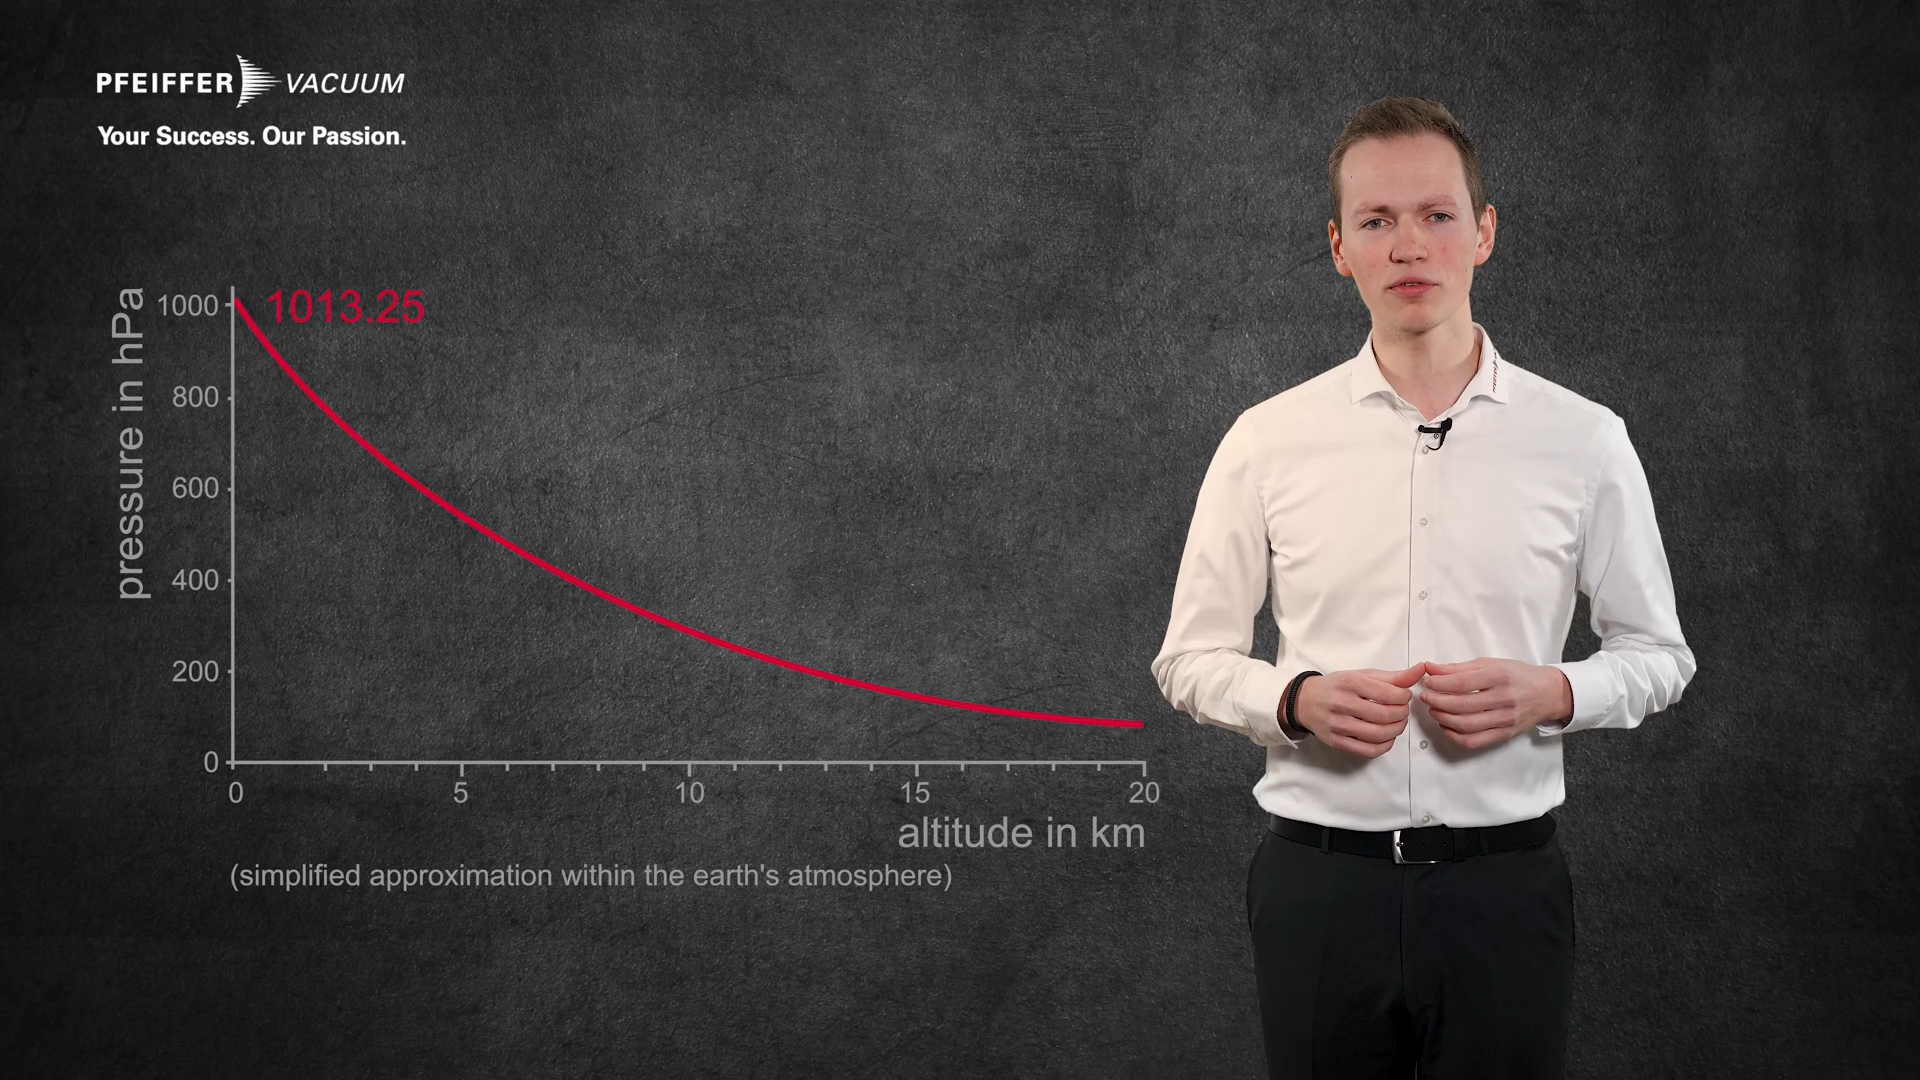 PFEIFFER VACUUM
Your Success. Our Passion.
pressure in hPa
1000
1013.25
800
600
400
200
0
0 5 10 15 20
altitude in km
(simplified approximation within the earth's atmosphere)